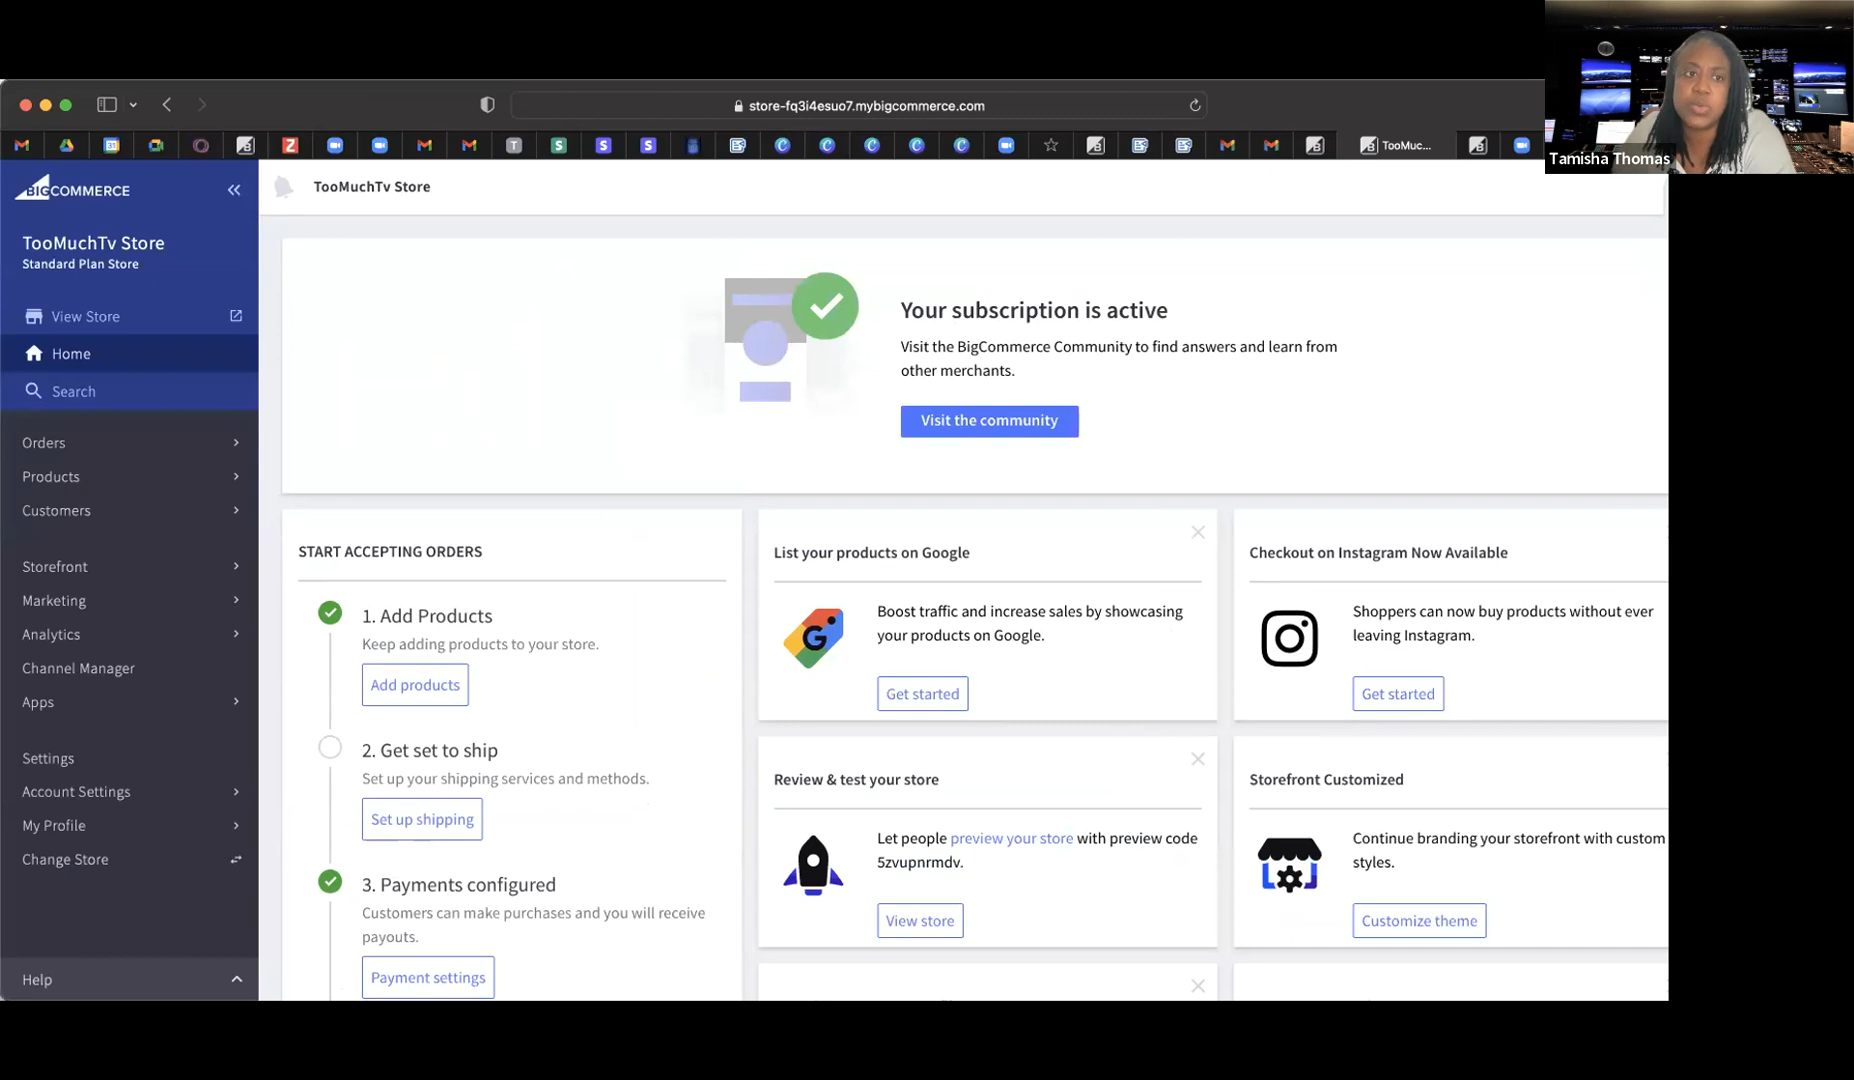 store-fq3i4esuo7.mybigcommerce.com
TooMuc...
Tamisha Thomas
BIGCOMMERCE
TooMuchTv Store
TooMuchTv Store
Standard Plan Store
View Store
Home
Search
Orders
Products
Customers
Storefront
Marketing
Analytics
Channel Manager
Apps
Settings
Account Settings
My Profile
Change Store
Help
Your subscription is active
Visit the BigCommerce Community to find answers and learn from
other merchants.
Visit the community
START ACCEPTING ORDERS
1. Add Products
Keep adding products to your store.
Add products
2. Get set to ship
Set up your shipping services and methods.
Set up shipping
3. Payments configured
Customers can make purchases and you will receive
payouts.
Payment settings
List your products on Google
Boost traffic and increase sales by showcasing
your products on Google.
Get started
Checkout on Instagram Now Available
Shoppers can now buy products without ever
leaving Instagram.
Get started
Review & test your store
Let people preview your store with preview code
5zvupnrmdv.
View store
Storefront Customized
Continue branding your storefront with custom
styles.
Customize theme